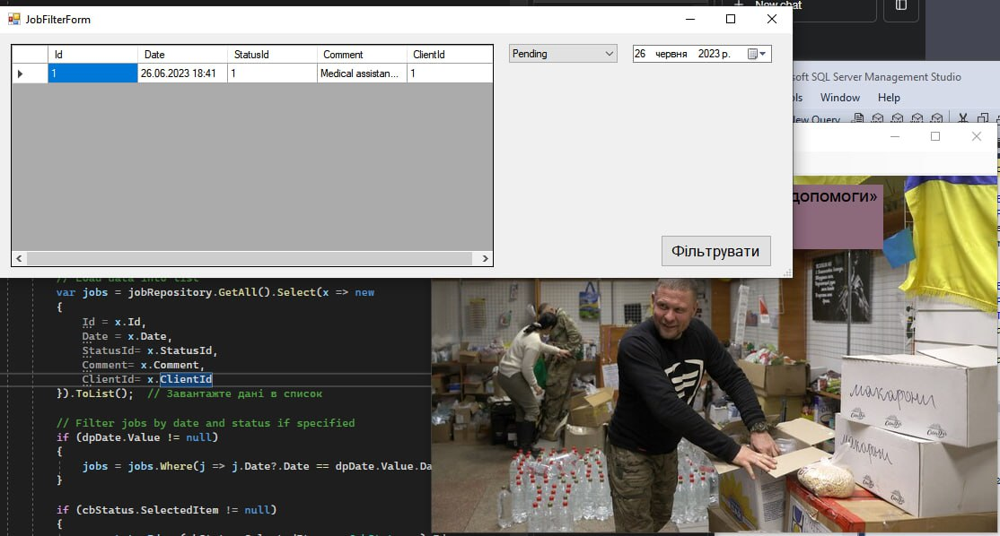 New chat
JobFilterForm
Id Date StatusId Comment ClientId
1 26.06.2023 18:41 1 Medical assistan... 1
Pending
26 червня 2023 р.
Фільтрувати
soft SQL Server Management Studio
ols Window Help
New Query
ДОПОМОГИ»
// Load data into list
var jobs = jobRepository.GetAll().Select(x => new
{
Id = x.Id,
Date = x.Date,
StatusId= x.StatusId,
Comment= x.Comment,
ClientId= x.ClientId
}).ToList(); // Завантажте дані в список
// Filter jobs by date and status if specified
if (dpDate.Value != null)
{
jobs = jobs.Where(j => j.Date?.Date == dpDate.Value.Da
}
if (cbStatus.SelectedItem != null)
{
макарони
макарони